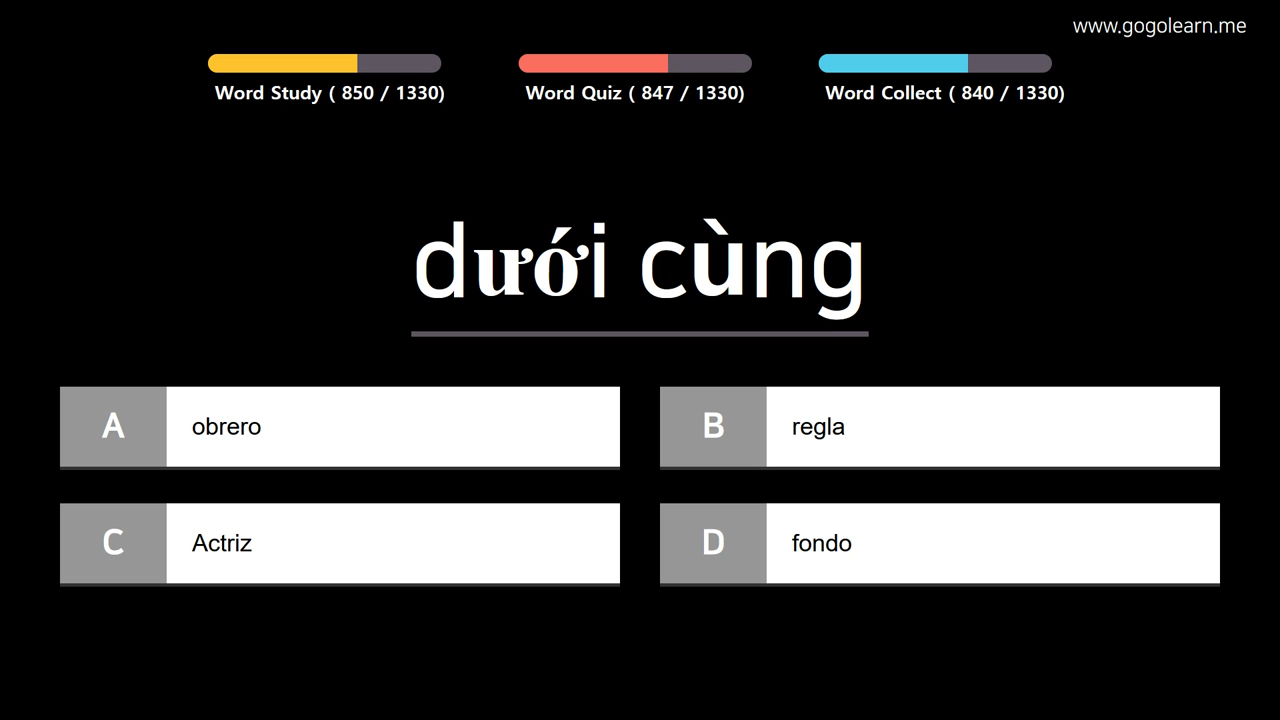 www.gogolearn.me
Word Study ( 850 / 1330)
Word Quiz ( 847 / 1330)
Word Collect ( 840 / 1330)
dưới cùng
A obrero
B regla
C Actriz
D fondo